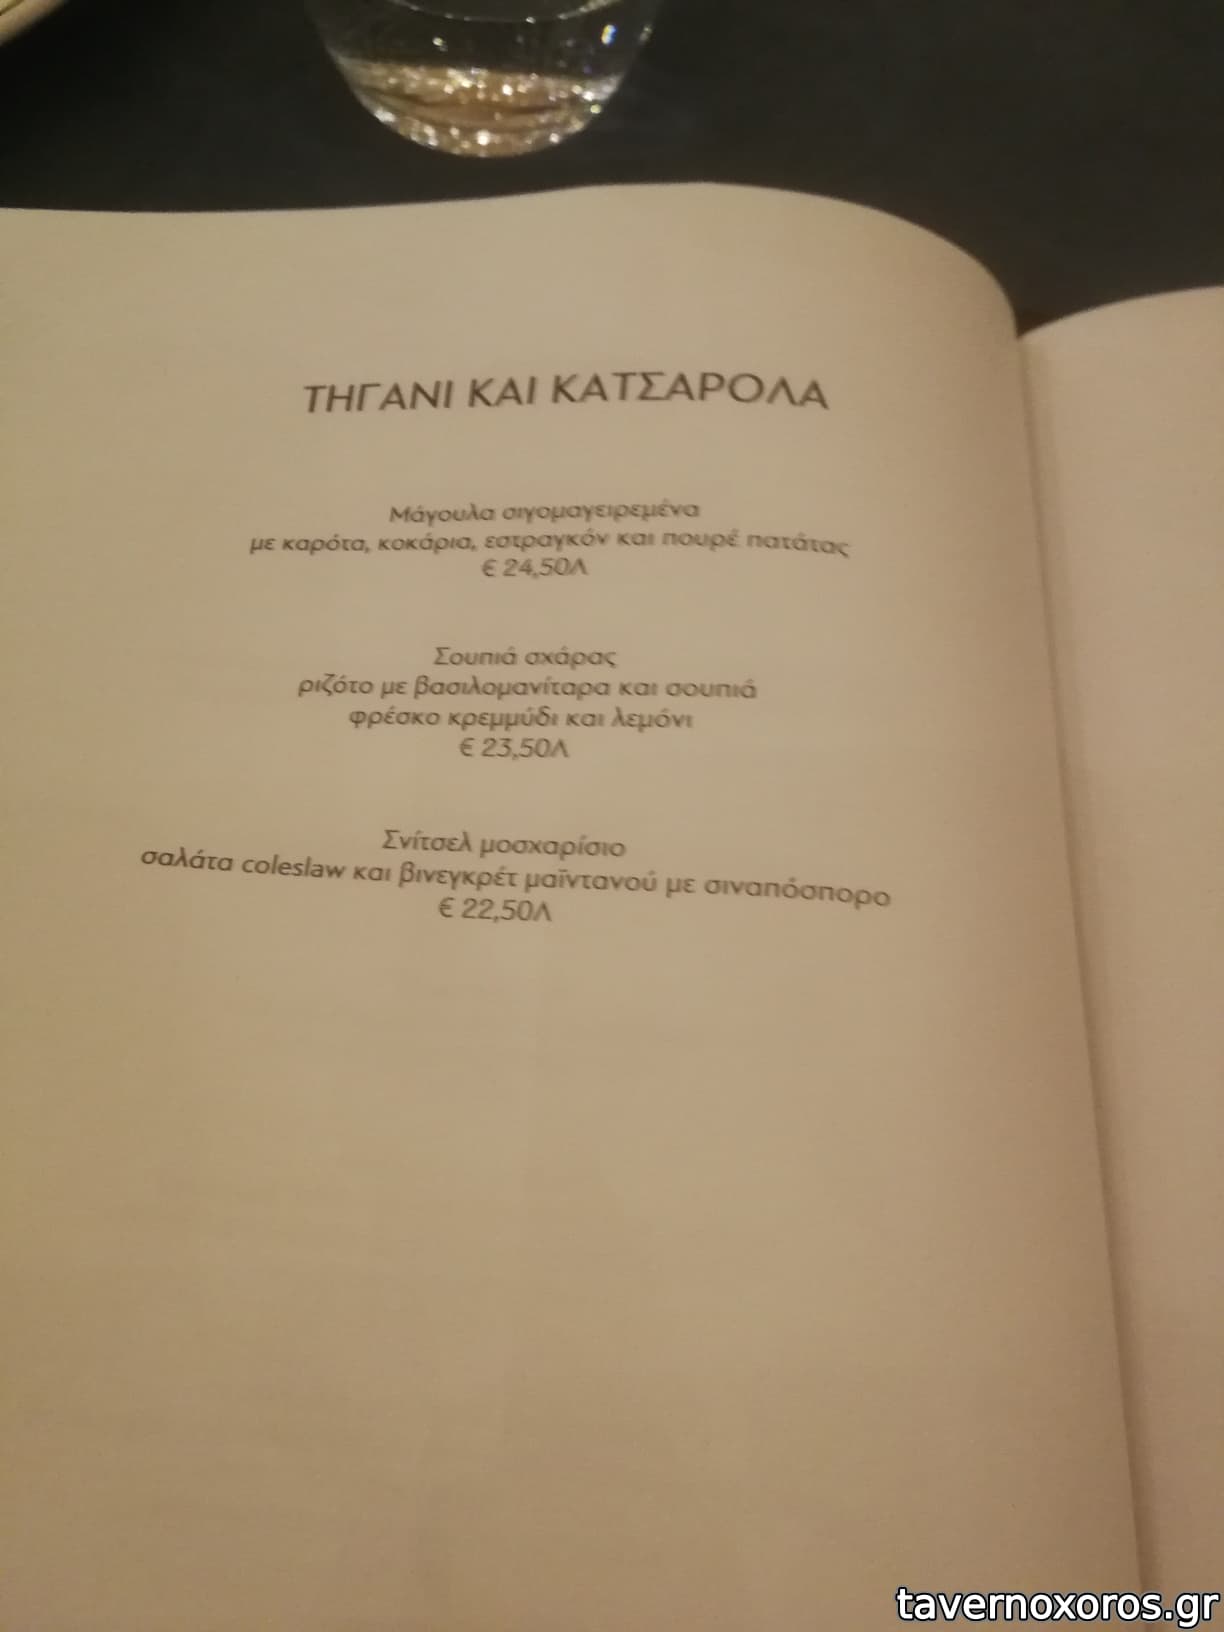 ΤΗΓΑΝΙ ΚΑΙ ΚΑΤΣΑΡΟΛΑ
Μάγουλα σιγομαγειρεμένα
με καρότα, κοκάρια, εστραγκόν και πουρέ πατάτας
€ 24,50Λ
Σουπιά σχάρας
ριζότο με βασιλομανίταρα και σουπιά
φρέσκο κρεμμύδι και λεμόνι
€ 23,50Λ
Σνίτσελ μοσχαρίσιο
σαλάτα coleslaw και βινεγκρέτ μαϊντανού με σιναπόσπορο
€ 22,50Λ
tavernoxoros.gr